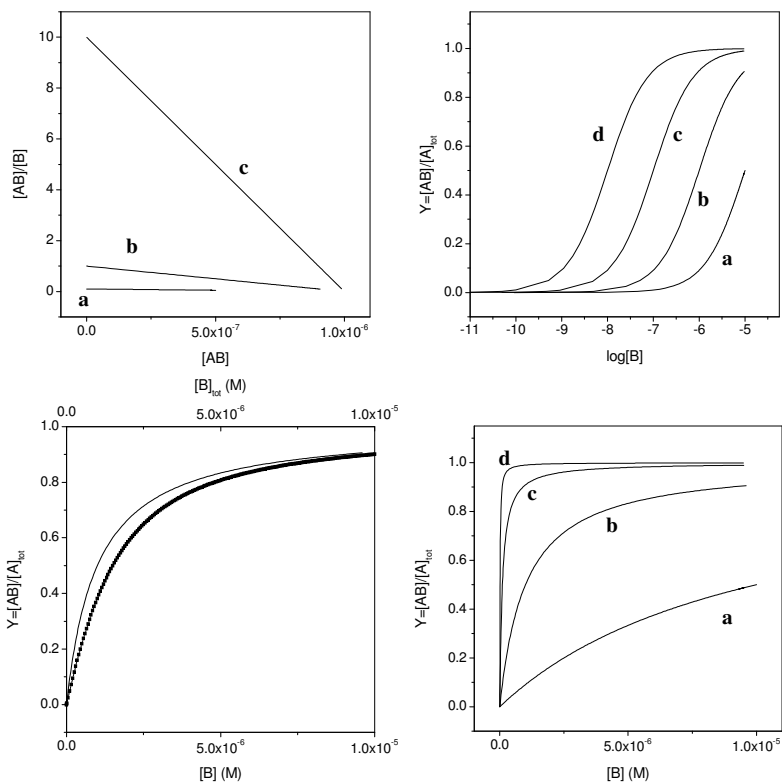 10
8
6
4
2
0
[AB]/[B]
c
b
a
0.0 5.0x10⁻⁷ 1.0x10⁻⁶
[AB]
1.0
0.8
0.6
0.4
0.2
0.0
Y=[AB]/[A]tot
d
c
b
a
-11 -10 -9 -8 -7 -6 -5
log[B]
[B]tot (M)
0.0 5.0x10⁻⁶ 1.0x10⁻⁵
1.0
0.8
0.6
0.4
0.2
0.0
Y=[AB]/[A]tot
0.0 5.0x10⁻⁶ 1.0x10⁻⁵
[B] (M)
1.0
0.8
0.6
0.4
0.2
0.0
Y=[AB]/[A]tot
d
c
b
a
0.0 5.0x10⁻⁶ 1.0x10⁻⁵
[B] (M)